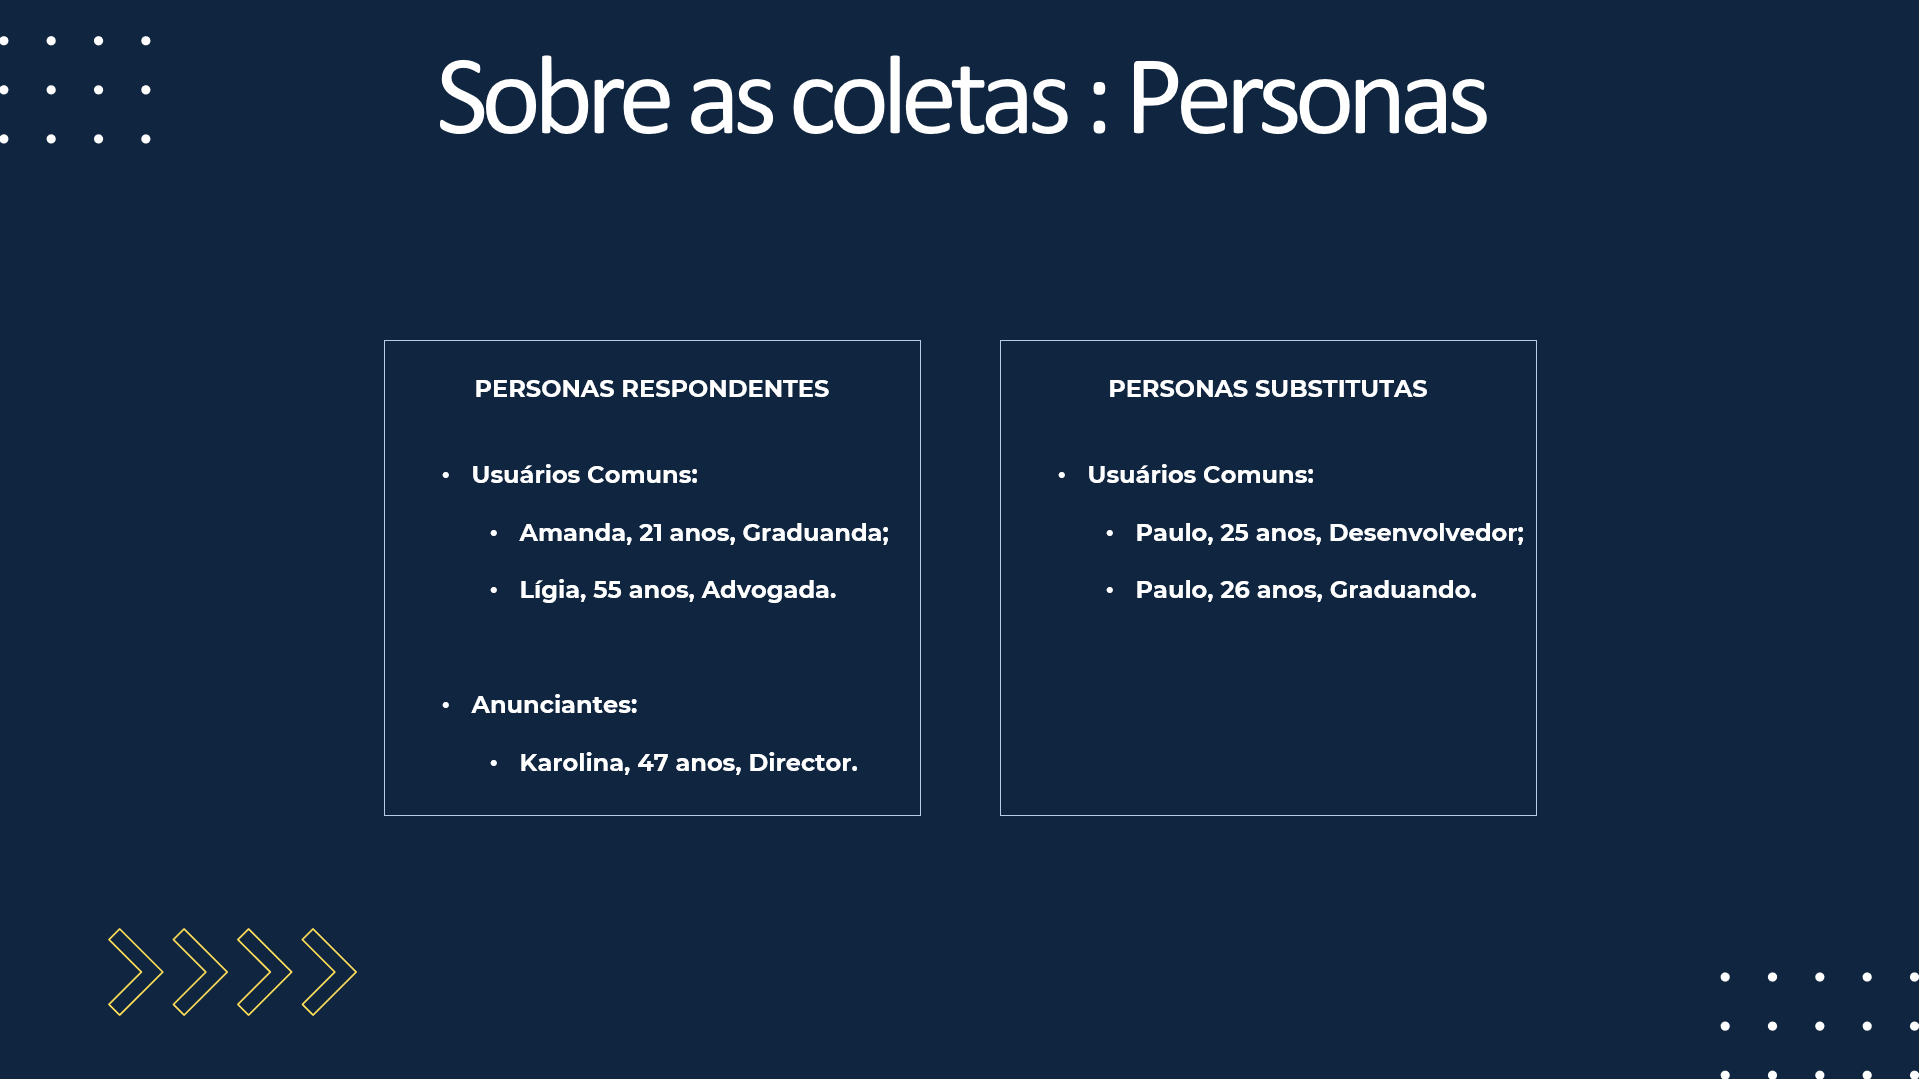 Sobre as coletas : Personas
PERSONAS RESPONDENTES
• Usuários Comuns:
• Amanda, 21 anos, Graduanda;
• Lígia, 55 anos, Advogada.
• Anunciantes:
• Karolina, 47 anos, Director.
PERSONAS SUBSTITUTAS
• Usuários Comuns:
• Paulo, 25 anos, Desenvolvedor;
• Paulo, 26 anos, Graduando.